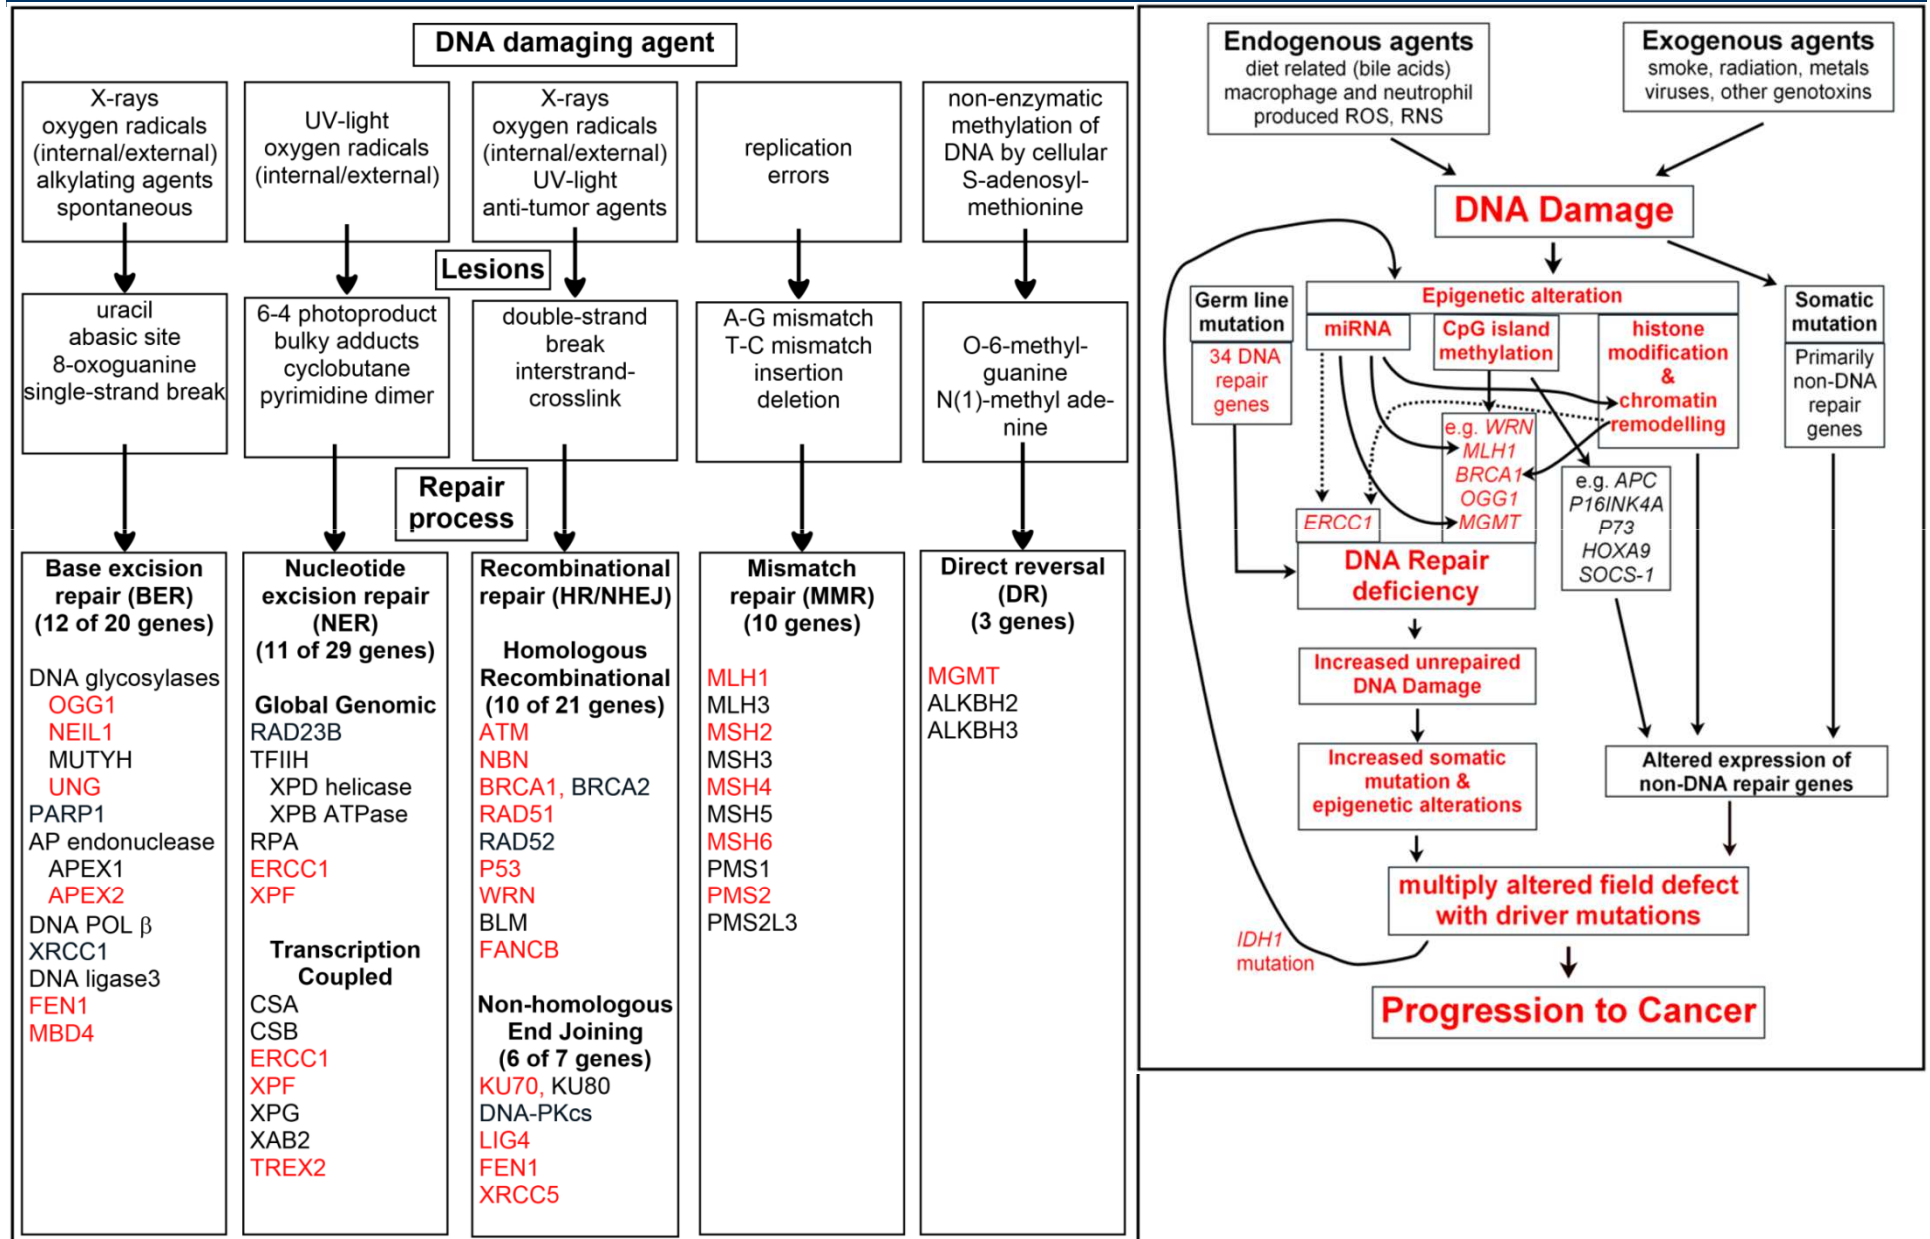 DNA damaging agent
X-rays
oxygen radicals
(internal/external)
alkylating agents
spontaneous
UV-light
oxygen radicals
(internal/external)
X-rays
oxygen radicals
(internal/external)
UV-light
anti-tumor agents
replication
errors
non-enzymatic
methylation of
DNA by cellular
S-adenosyl-
methionine
Lesions
uracil
abasic site
8-oxoguanine
single-strand break
6-4 photoproduct
bulky adducts
cyclobutane
pyrimidine dimer
double-strand
break
interstrand-
crosslink
A-G mismatch
T-C mismatch
insertion
deletion
O-6-methyl-
guanine
N(1)-methyl ade-
nine
Repair
process
Base excision
repair (BER)
(12 of 20 genes)
DNA glycosylases
OGG1
NEIL1
MUTYH
UNG
PARP1
AP endonuclease
APEX1
APEX2
DNA POL β
XRCC1
DNA ligase3
FEN1
MBD4
Nucleotide
excision repair
(NER)
(11 of 29 genes)
Global Genomic
RAD23B
TFIIH
XPD helicase
XPB ATPase
RPA
ERCC1
XPF
Transcription
Coupled
CSA
CSB
ERCC1
XPF
XPG
XAB2
TREX2
Recombinational
repair (HR/NHEJ)
Homologous
Recombinational
(10 of 21 genes)
ATM
NBN
BRCA1, BRCA2
RAD51
RAD52
P53
WRN
BLM
FANCB
Non-homologous
End Joining
(6 of 7 genes)
KU70, KU80
DNA-PKcs
LIG4
FEN1
XRCC5
Mismatch
repair (MMR)
(10 genes)
MLH1
MLH3
MSH2
MSH3
MSH4
MSH5
MSH6
PMS1
PMS2
PMS2L3
Direct reversal
(DR)
(3 genes)
MGMT
ALKBH2
ALKBH3
Endogenous agents
diet related (bile acids)
macrophage and neutrophil
produced ROS, RNS
Exogenous agents
smoke, radiation, metals
viruses, other genotoxins
DNA Damage
Germ line
mutation
34 DNA
repair
genes
Epigenetic alteration
miRNA
CpG island
methylation
histone
modification
&
chromatin
remodelling
Somatic
mutation
Primarily
non-DNA
repair
genes
e.g. WRN
MLH1
BRCA1
OGG1
MGMT
ERCC1
e.g. APC
P16INK4A
P73
HOXA9
SOCS-1
DNA Repair
deficiency
Increased unrepaired
DNA Damage
Increased somatic
mutation &
epigenetic alterations
Altered expression of
non-DNA repair genes
multiply altered field defect
with driver mutations
IDH1
mutation
Progression to Cancer